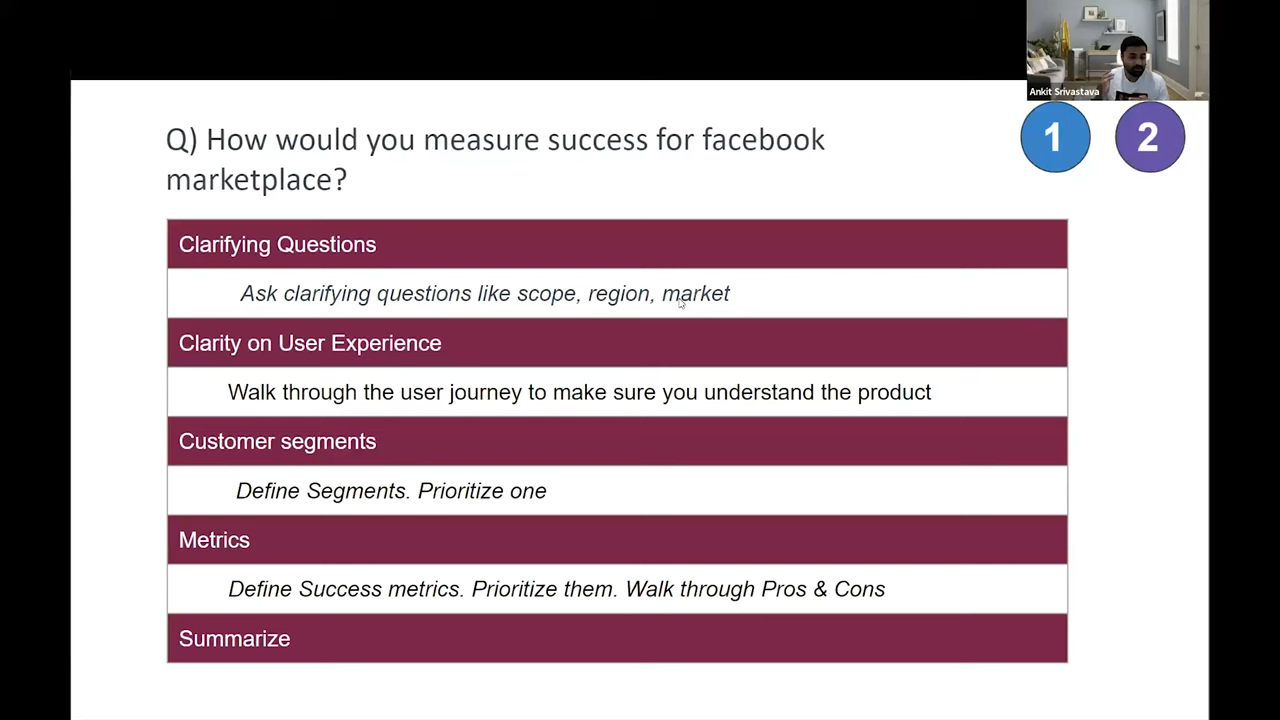 Ankit Srivastava
1 2
Q) How would you measure success for facebook
marketplace?
Clarifying Questions
Ask clarifying questions like scope, region, market
Clarity on User Experience
Walk through the user journey to make sure you understand the product
Customer segments
Define Segments. Prioritize one
Metrics
Define Success metrics. Prioritize them. Walk through Pros & Cons
Summarize